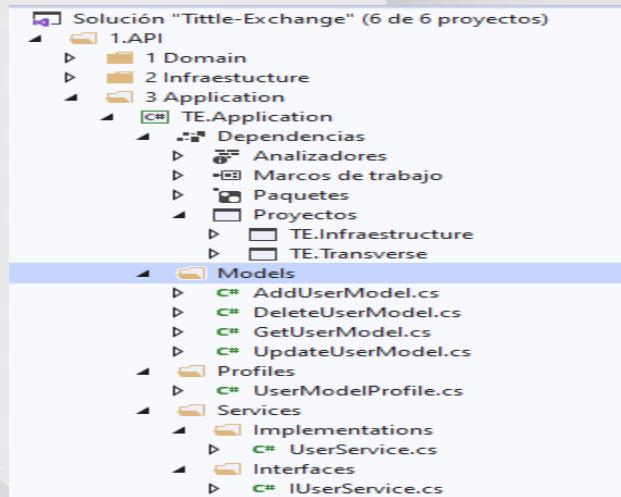 Solución "Tittle-Exchange" (6 de 6 proyectos)
1.API
1 Domain
2 Infraestucture
3 Application
C# TE.Application
Dependencias
Analizadores
Marcos de trabajo
Paquetes
Proyectos
TE.Infraestructure
TE.Transverse
Models
C# AddUserModel.cs
C# DeleteUserModel.cs
C# GetUserModel.cs
C# UpdateUserModel.cs
Profiles
C# UserModelProfile.cs
Services
Implementations
C# UserService.cs
Interfaces
C# IUserService.cs